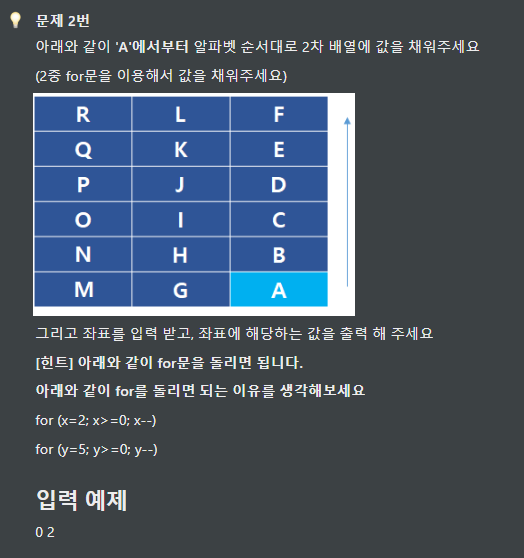 문제 2번
아래와 같이 'A'에서부터 알파벳 순서대로 2차 배열에 값을 채워주세요
(2중 for문을 이용해서 값을 채워주세요)
R L F
Q K E
P J D
O I C
N H B
M G A
그리고 좌표를 입력 받고, 좌표에 해당하는 값을 출력 해 주세요
[힌트] 아래와 같이 for문을 돌리면 됩니다.
아래와 같이 for를 돌리면 되는 이유를 생각해보세요
for (x=2; x>=0; x--)
for (y=5; y>=0; y--)
입력 예제
0 2